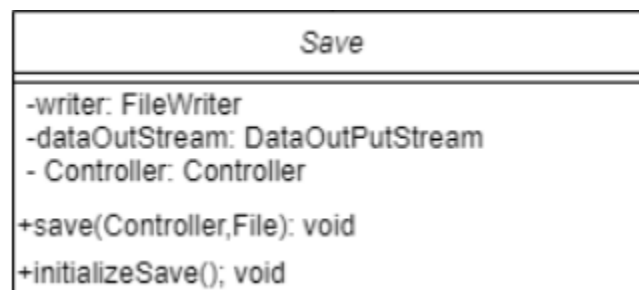 Save
-writer: FileWriter
-dataOutStream: DataOutPutStream
- Controller: Controller
+save(Controller,File): void
+initializeSave(); void